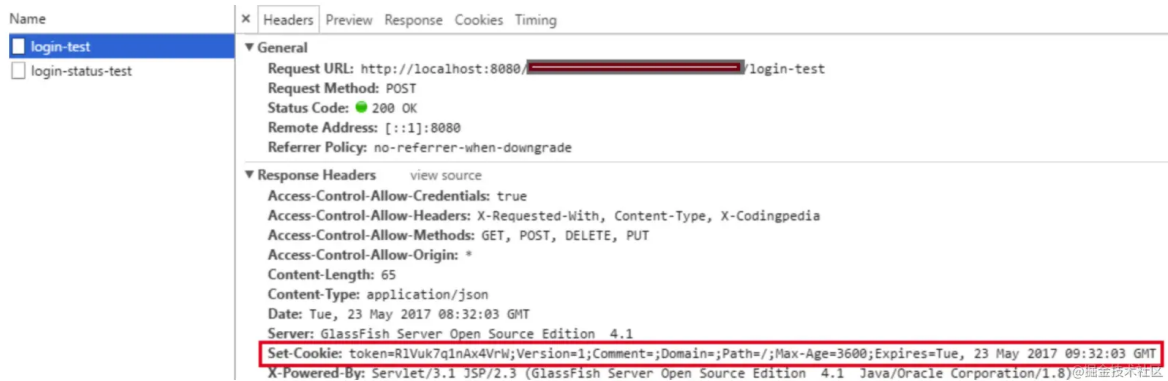 Name
login-test
login-status-test
× Headers Preview Response Cookies Timing
▼ General
Request URL: http://localhost:8080/ /login-test
Request Method: POST
Status Code: 200 OK
Remote Address: [::1]:8080
Referrer Policy: no-referrer-when-downgrade
▼ Response Headers view source
Access-Control-Allow-Credentials: true
Access-Control-Allow-Headers: X-Requested-With, Content-Type, X-Codingpedia
Access-Control-Allow-Methods: GET, POST, DELETE, PUT
Access-Control-Allow-Origin: *
Content-Length: 65
Content-Type: application/json
Date: Tue, 23 May 2017 08:32:03 GMT
Server: GlassFish Server Open Source Edition 4.1
Set-Cookie: token=RlVuk7q1nAx4VrW;Version=1;Comment=;Domain=;Path=/;Max-Age=3600;Expires=Tue, 23 May 2017 09:32:03 GMT
X-Powered-By: Servlet/3.1 JSP/2.3 (GlassFish Server Open Source Edition 4.1 Java/Oracle Corporation/1.8)
@掘金技术社区